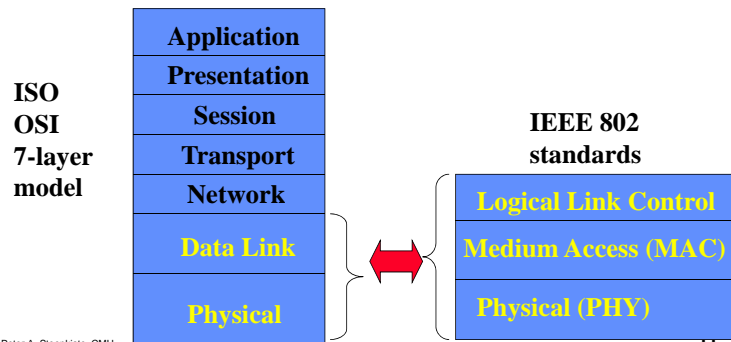 ISO
OSI
7-layer
model
Application
Presentation
Session
Transport
Network
Data Link
Physical
IEEE 802
standards
Logical Link Control
Medium Access (MAC)
Physical (PHY)